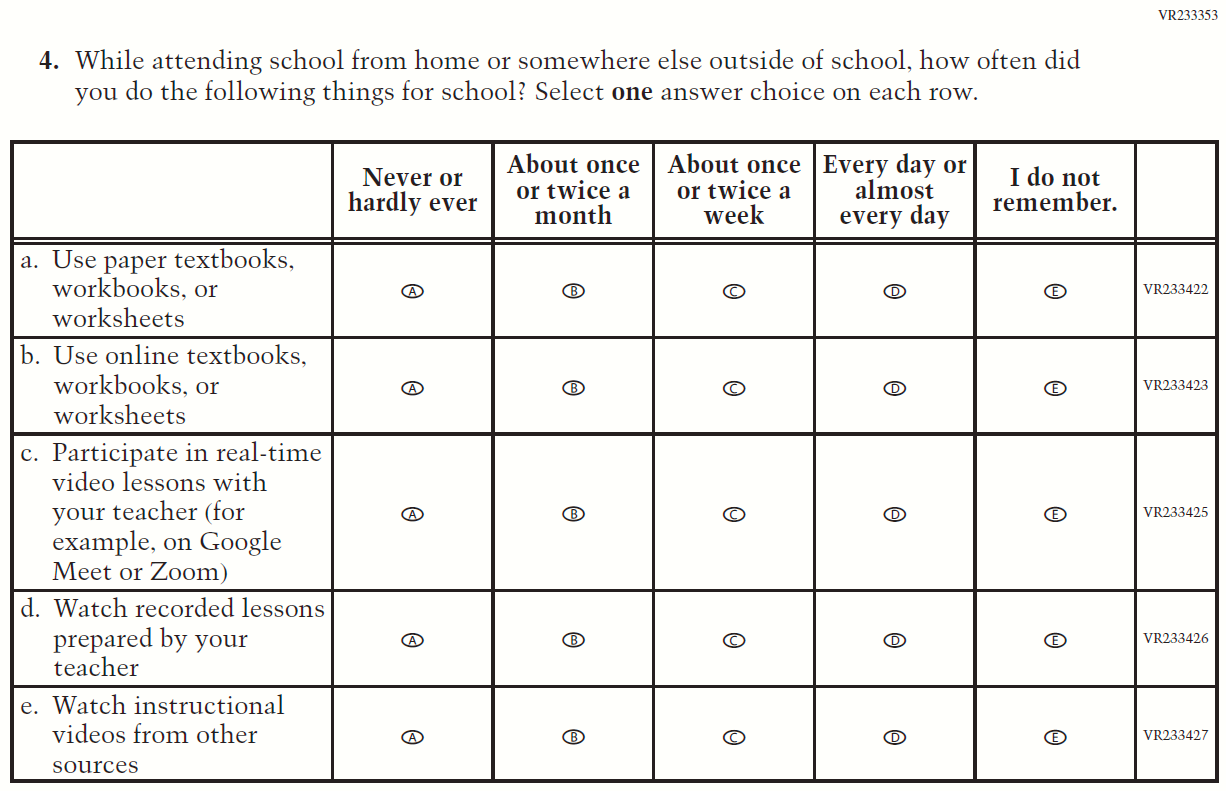 VR233353
4. While attending school from home or somewhere else outside of school, how often did
you do the following things for school? Select one answer choice on each row.
Never or
hardly ever
About once
or twice a
month
About once
or twice a
week
Every day or
almost
every day
I do not
remember.
a. Use paper textbooks,
workbooks, or
worksheets
A B C D E VR233422
b. Use online textbooks,
workbooks, or
worksheets
A B C D E VR233423
c. Participate in real-time
video lessons with
your teacher (for
example, on Google
Meet or Zoom)
A B C D E VR233425
d. Watch recorded lessons
prepared by your
teacher
A B C D E VR233426
e. Watch instructional
videos from other
sources
A B C D E VR233427